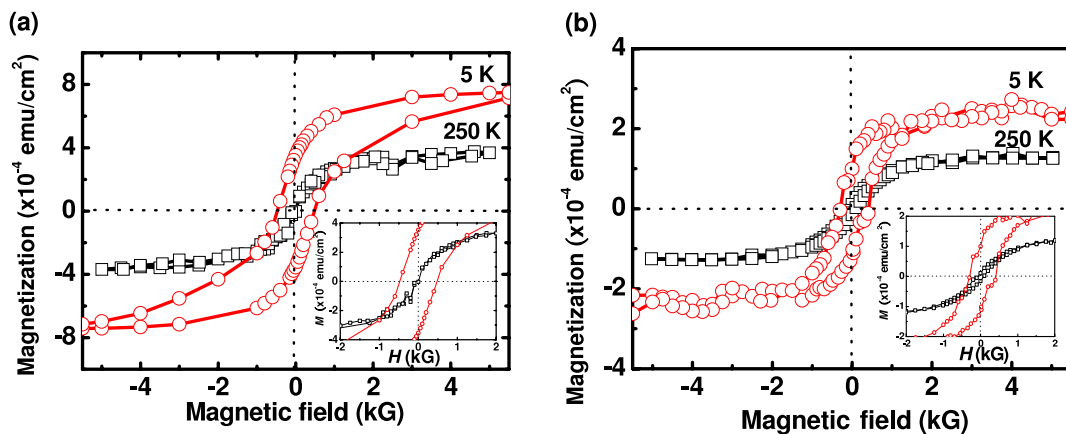 (a)
Magnetization (x10⁻⁴ emu/cm²)
8
4
0
-4
-8
5 K
250 K
-4
-2
0
2
4
Magnetic field (kG)
M (x10⁻⁴ emu/cm²)
4
2
0
-2
-4
-2
-1
0
1
2
H (kG)
(b)
Magnetization (x10⁻⁴ emu/cm²)
4
2
0
-2
-4
5 K
250 K
-4
-2
0
2
4
Magnetic field (kG)
M (x10⁻⁴ emu/cm²)
2
1
0
-1
-2
-2
-1
0
1
2
H (kG)